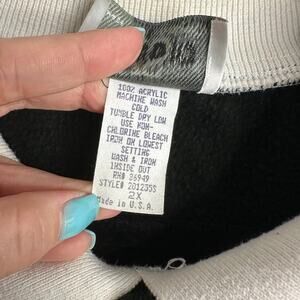 100% ACRYLIC
MACHINE WASH
COLD
TUMBLE DRY LOW
USE NON-
CHLORINE BLEACH
IRON ON LOWEST
SETTING
WASH & IRON
INSIDE OUT
RN# 36949
STYLE# 201235S
2X
Made in U.S.A.